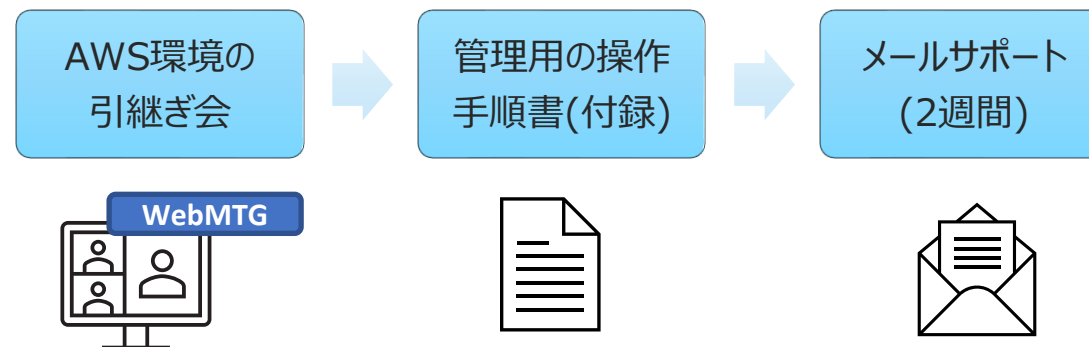 AWS環境の
引継ぎ会
管理用の操作
手順書(付録)
メールサポート
(2週間)
WebMTG